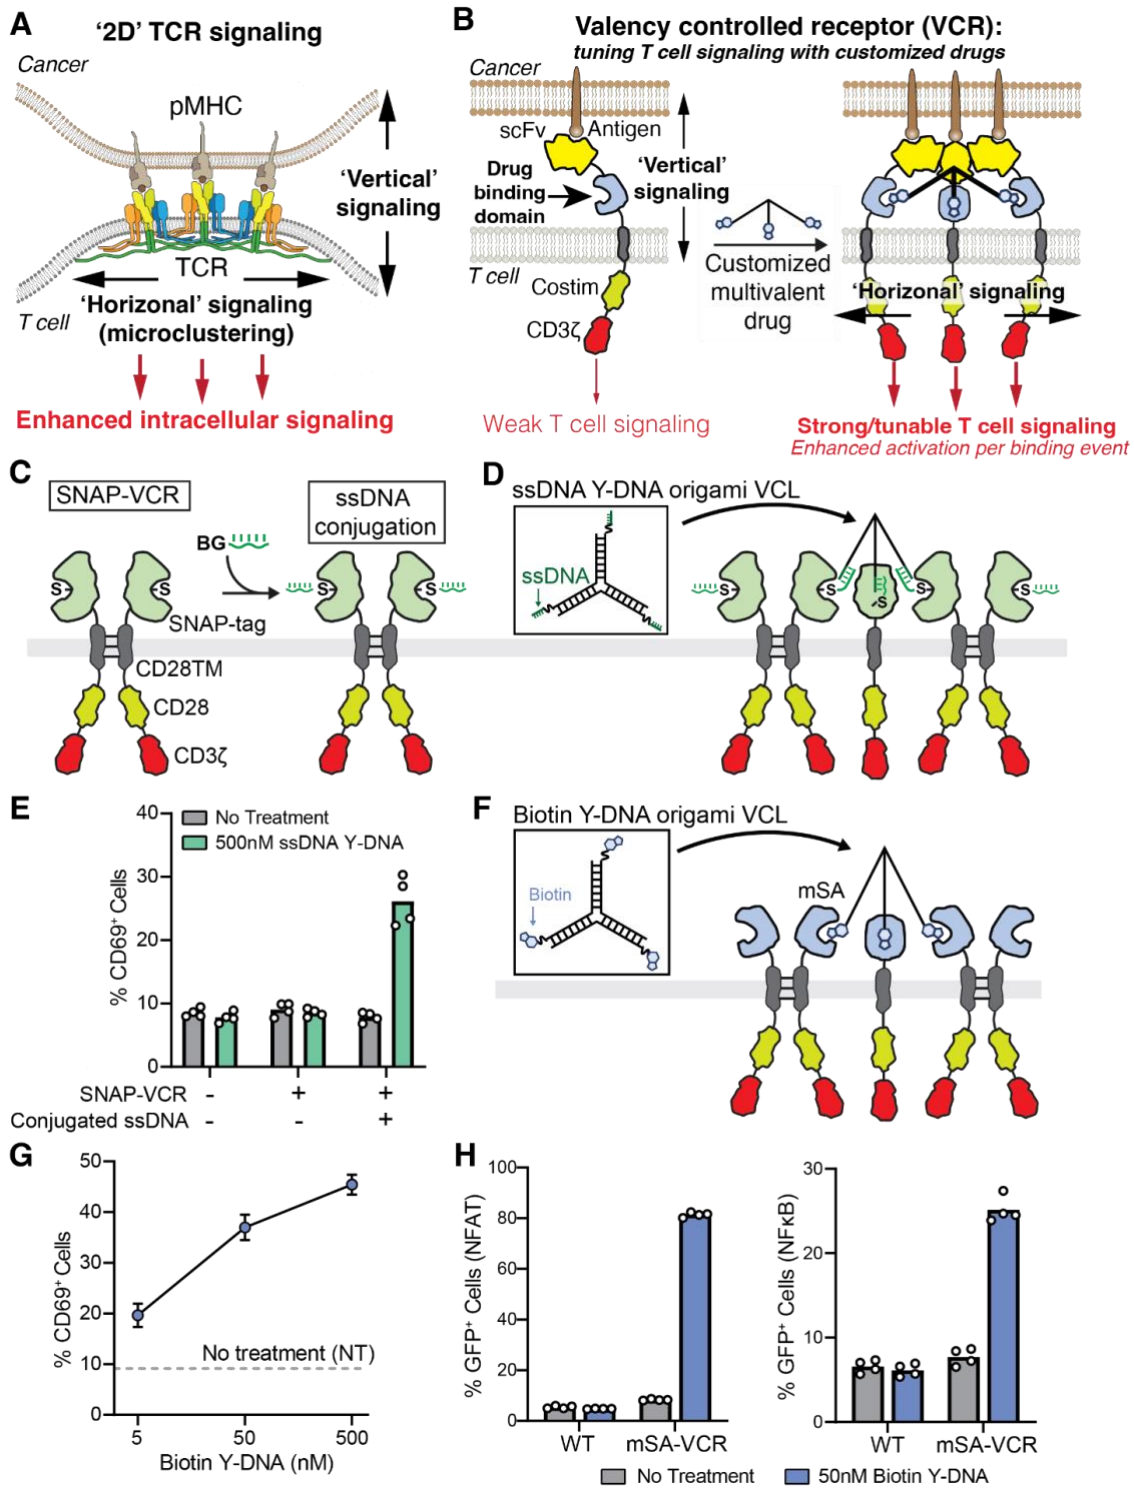 A
'2D' TCR signaling
Cancer
pMHC
'Vertical'
signaling
TCR
'Horizonal' signaling
(microclustering)
T cell
Enhanced intracellular signaling
B
Valency controlled receptor (VCR):
tuning T cell signaling with customized drugs
Cancer
scFv
Antigen
Drug
binding
domain
'Vertical'
signaling
T cell
Costim
CD3ζ
Weak T cell signaling
Customized
multivalent
drug
'Horizonal' signaling
Strong/tunable T cell signaling
Enhanced activation per binding event
C
SNAP-VCR
BG
ssDNA
conjugation
S
S
S
S
SNAP-tag
CD28TM
CD28
CD3ζ
D
ssDNA Y-DNA origami VCL
ssDNA
S
S
S
S
S
E
No Treatment
500nM ssDNA Y-DNA
% CD69+ Cells
40
30
20
10
0
SNAP-VCR - + +
Conjugated ssDNA - - +
F
Biotin Y-DNA origami VCL
Biotin
mSA
G
% CD69+ Cells
50
40
30
20
10
0
No treatment (NT)
5 50 500
Biotin Y-DNA (nM)
H
% GFP+ Cells (NFAT)
100
80
60
40
20
0
WT mSA-VCR
% GFP+ Cells (NFκB)
30
20
10
0
WT mSA-VCR
No Treatment
50nM Biotin Y-DNA